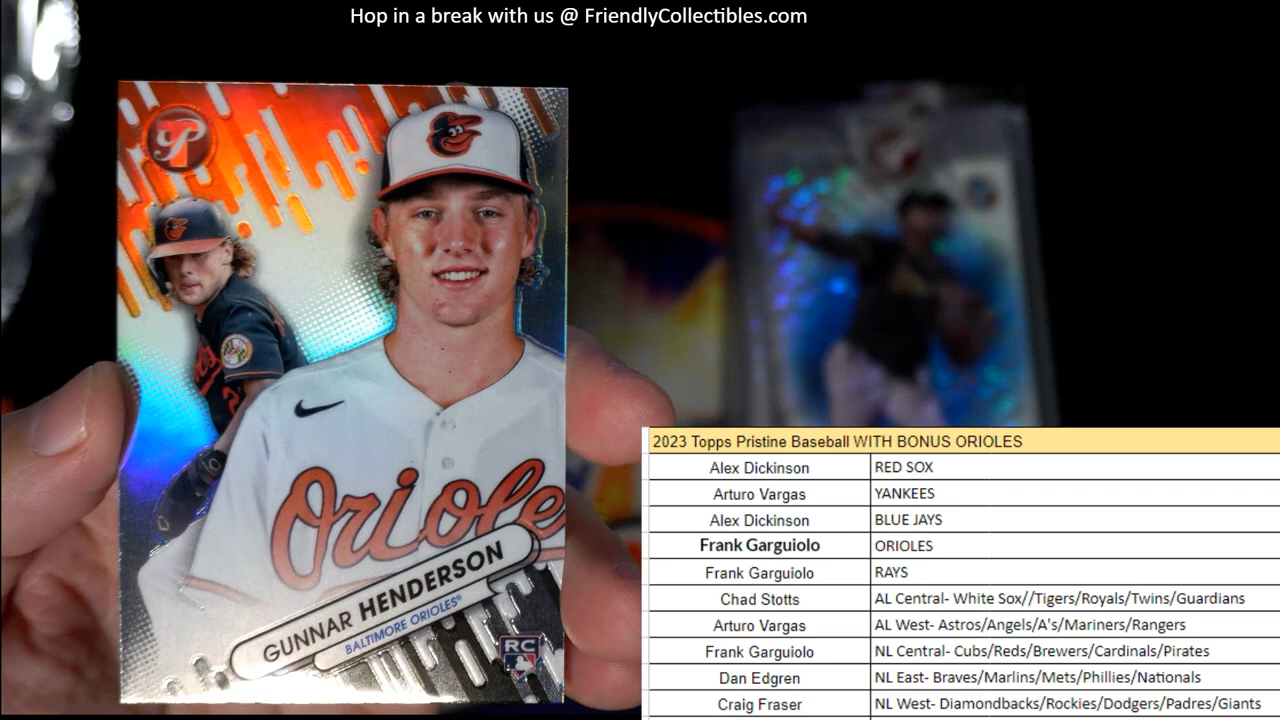 Hop in a break with us @ FriendlyCollectibles.com
P
Orioles
GUNNAR HENDERSON
BALTIMORE ORIOLES®
RC
2023 Topps Pristine Baseball WITH BONUS ORIOLES
Alex Dickinson RED SOX
Arturo Vargas YANKEES
Alex Dickinson BLUE JAYS
Frank Garguiolo ORIOLES
Frank Garguiolo RAYS
Chad Stotts AL Central- White Sox//Tigers/Royals/Twins/Guardians
Arturo Vargas AL West- Astros/Angels/A's/Mariners/Rangers
Frank Garguiolo NL Central- Cubs/Reds/Brewers/Cardinals/Pirates
Dan Edgren NL East- Braves/Marlins/Mets/Phillies/Nationals
Craig Fraser NL West- Diamondbacks/Rockies/Dodgers/Padres/Giants